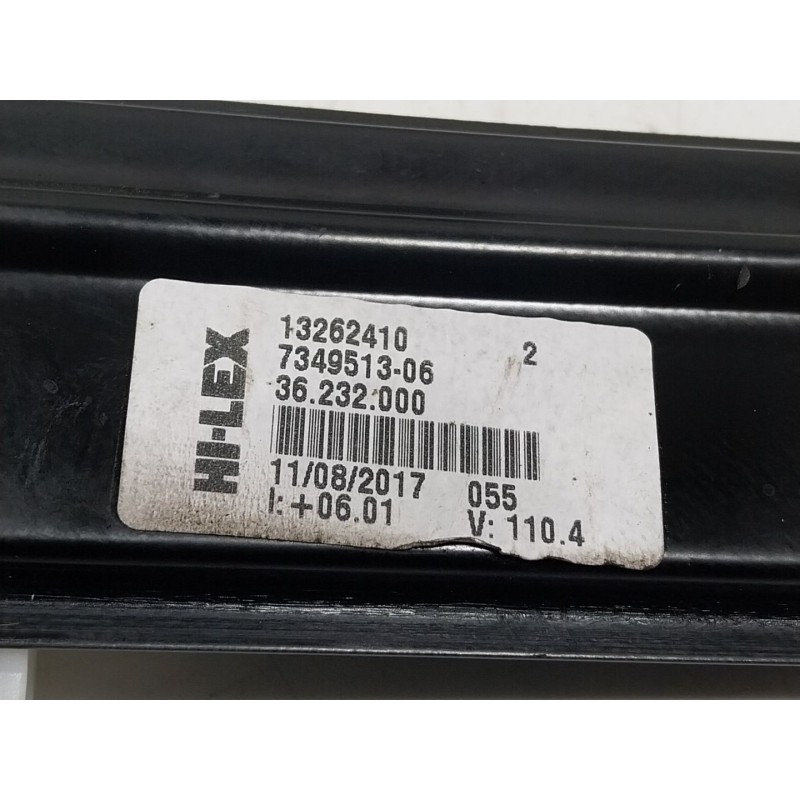 HI-LEX
13262410
2
7349513-06
36.232.000
11/08/2017 055
I: +06.01 V: 110.4